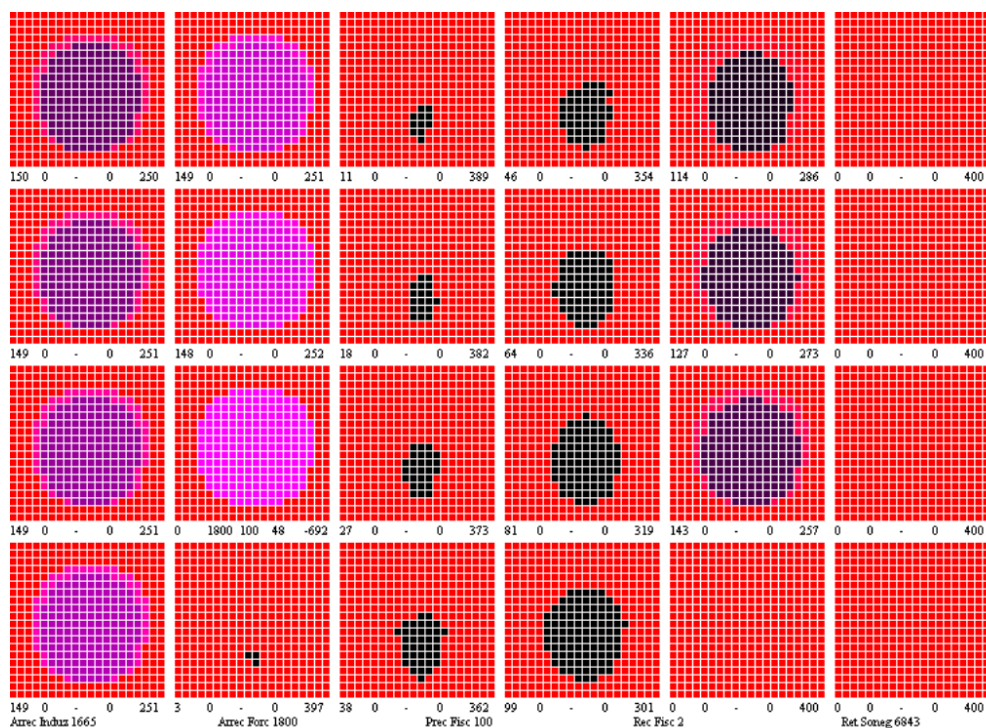 150 0 - 0 250 149 0 - 0 251 11 0 - 0 389 46 0 - 0 354 114 0 - 0 286 0 0 - 0 400
149 0 - 0 251 148 0 - 0 252 18 0 - 0 382 64 0 - 0 336 127 0 - 0 273 0 0 - 0 400
149 0 - 0 251 0 1800 100 48 -692 27 0 - 0 373 81 0 - 0 319 143 0 - 0 257 0 0 - 0 400
149 0 - 0 251 3 0 - 0 397 38 0 - 0 362 99 0 - 0 301 0 0 - 0 400 0 0 - 0 400
Arrec Induz 1665 Arrec Forc 1800 Prec Fisc 100 Rec Fisc 2 Ret Soneg 6843